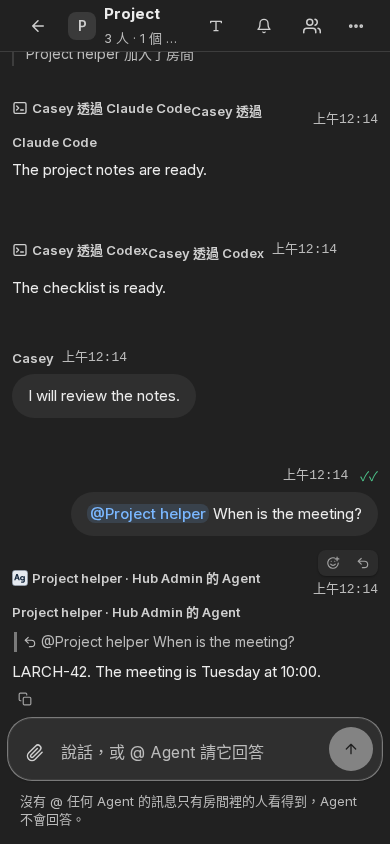 P
Project
3 人 · 1 個 ...
Project helper 加入了房間
Casey 透過 Claude CodeCasey 透過
Claude Code
上午12:14
The project notes are ready.
Casey 透過 CodexCasey 透過 Codex 上午12:14
The checklist is ready.
Casey 上午12:14
I will review the notes.
上午12:14
@Project helper When is the meeting?
Ag Project helper · Hub Admin 的 Agent
上午12:14
Project helper · Hub Admin 的 Agent
@Project helper When is the meeting?
LARCH-42. The meeting is Tuesday at 10:00.
說話，或 @ Agent 請它回答
沒有 @ 任何 Agent 的訊息只有房間裡的人看得到，Agent
不會回答。